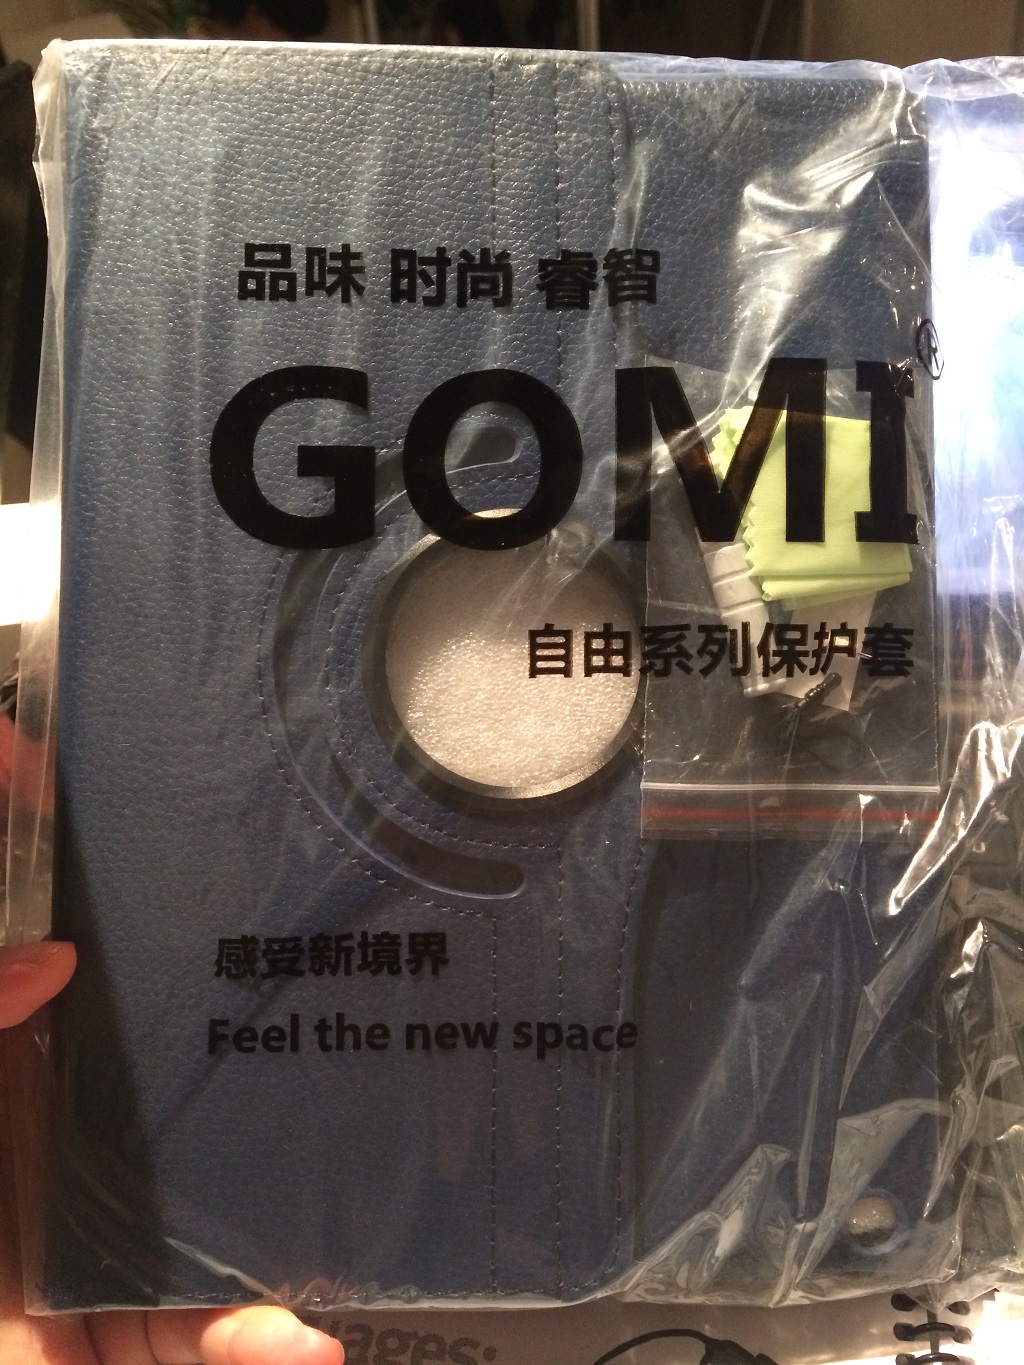 品味 时尚 睿智
GOMI®
自由系列保护套
感受新境界
Feel the new space